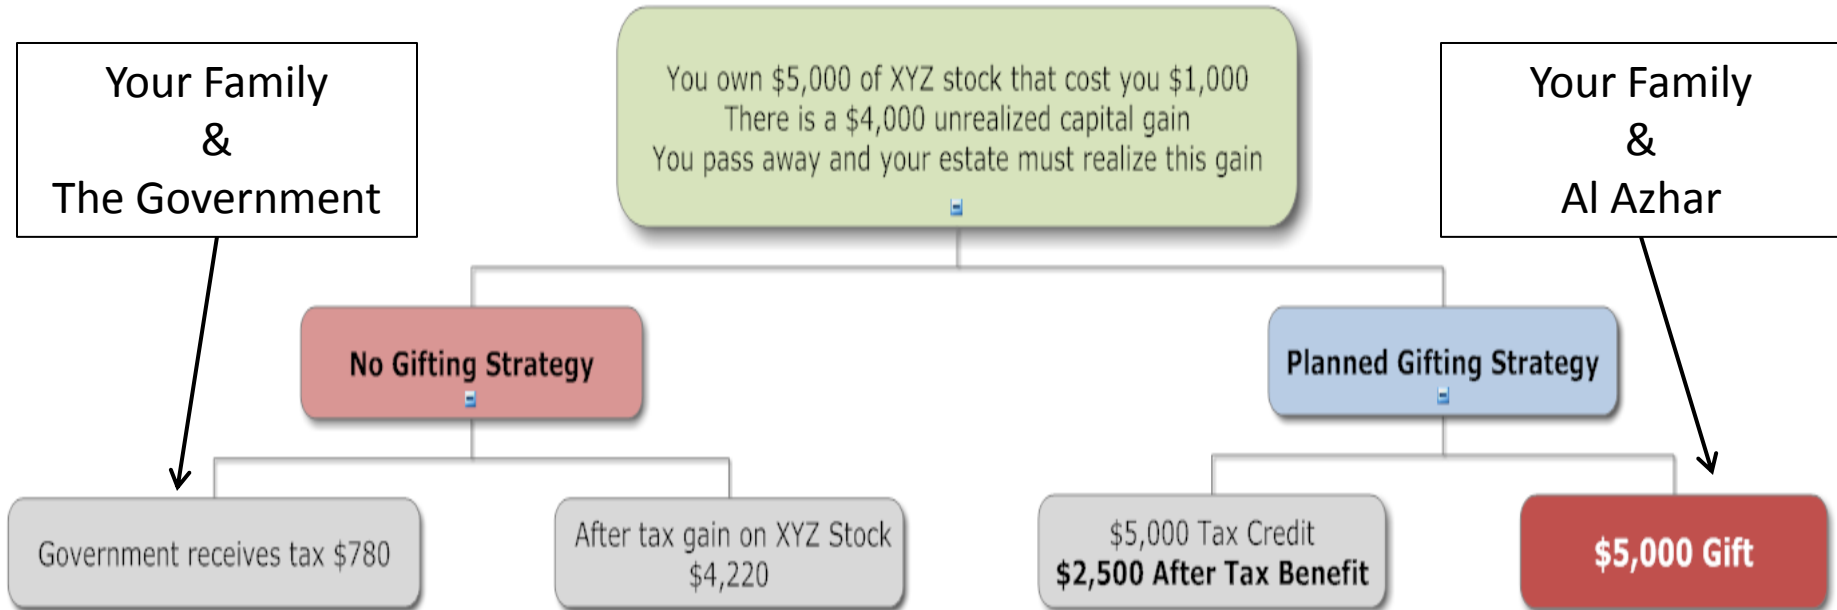 Your Family
&
The Government
You own $5,000 of XYZ stock that cost you $1,000
There is a $4,000 unrealized capital gain
You pass away and your estate must realize this gain
Your Family
&
Al Azhar
No Gifting Strategy
Planned Gifting Strategy
Government receives tax $780
After tax gain on XYZ Stock
$4,220
$5,000 Tax Credit
$2,500 After Tax Benefit
$5,000 Gift